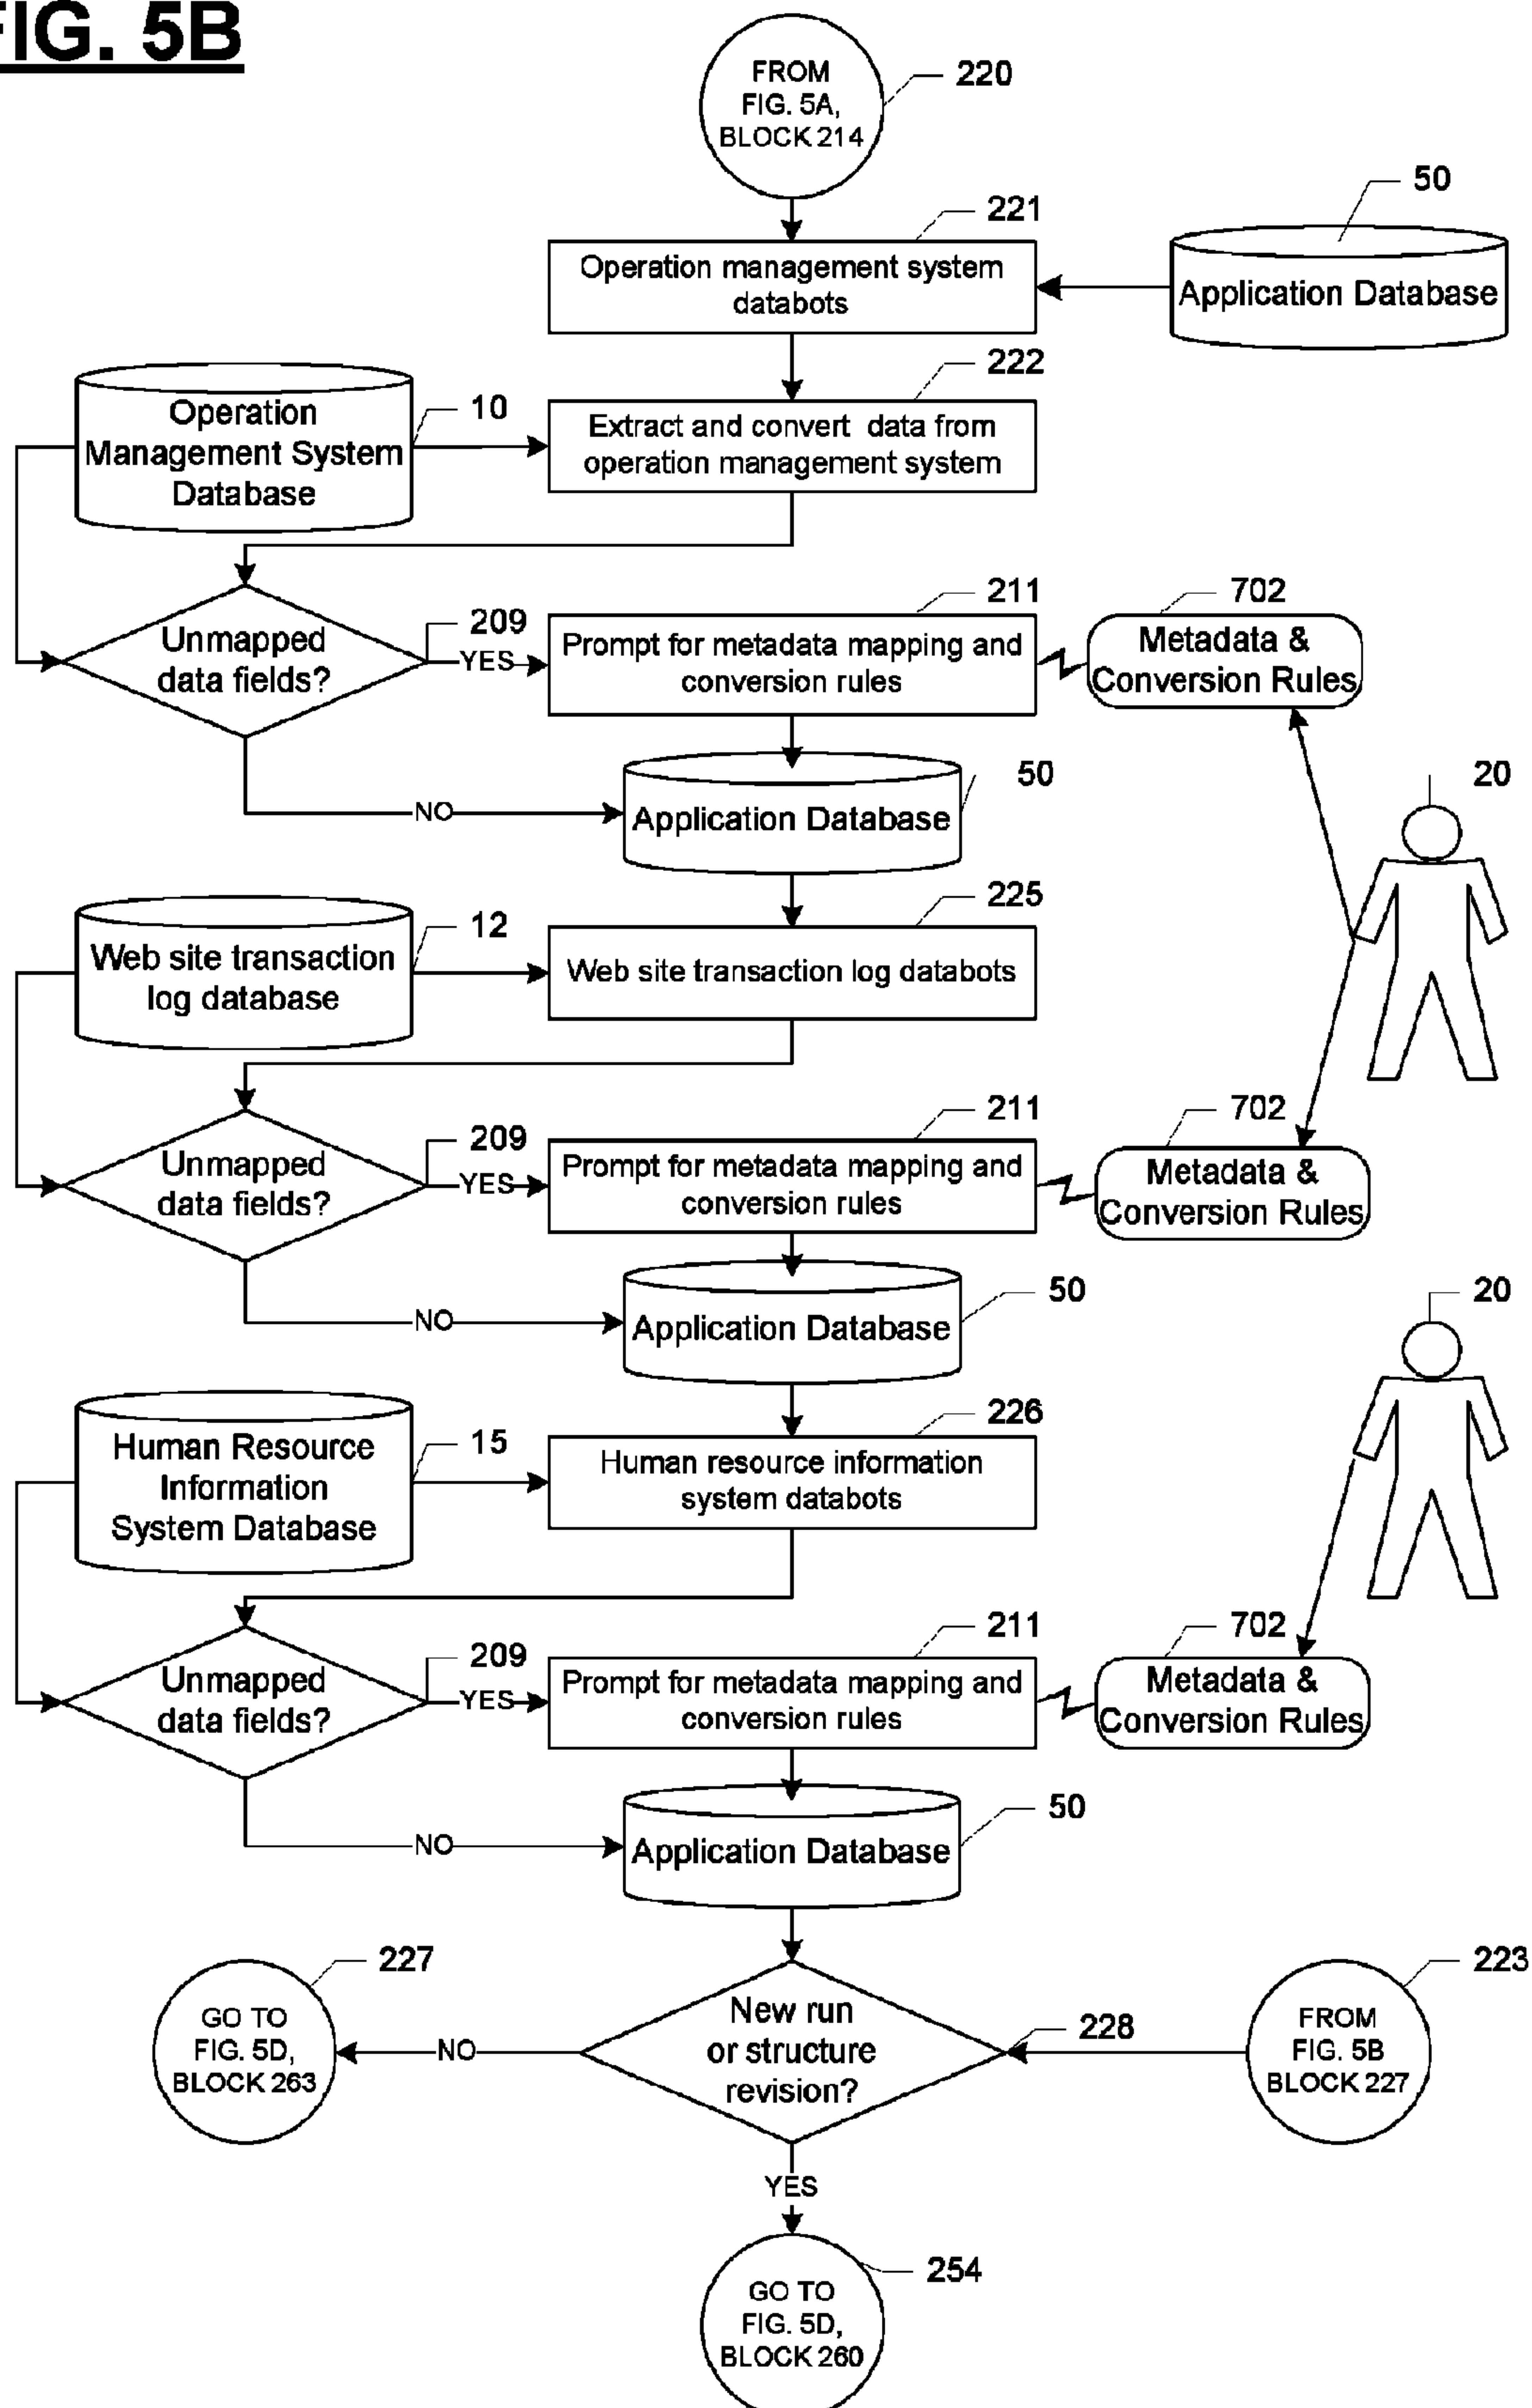 FIG. 5B
FROM
FIG. 5A,
BLOCK 214
220
50
221
Operation management system
databots
Application Database
222
Operation
Management System
Database
10
Extract and convert data from
operation management system
209
211
702
Unmapped
data fields?
YES
Prompt for metadata mapping and
conversion rules
Metadata &
Conversion Rules
50
20
NO
Application Database
225
Web site transaction
log database
12
Web site transaction log databots
209
211
702
Unmapped
data fields?
YES
Prompt for metadata mapping and
conversion rules
Metadata &
Conversion Rules
50
20
NO
Application Database
226
Human Resource
Information
System Database
15
Human resource information
system databots
209
211
702
Unmapped
data fields?
YES
Prompt for metadata mapping and
conversion rules
Metadata &
Conversion Rules
50
NO
Application Database
227
223
GO TO
FIG. 5D,
BLOCK 263
NO
New run
or structure
revision?
228
FROM
FIG. 5B
BLOCK 227
YES
254
GO TO
FIG. 5D,
BLOCK 260